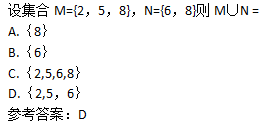 设集合 M={2，5，8}，N={6，8}则 M∪N =
A.｛8｝
B.｛6｝
C.｛2,5,6,8｝
D.｛2,5，6｝
参考答案：D